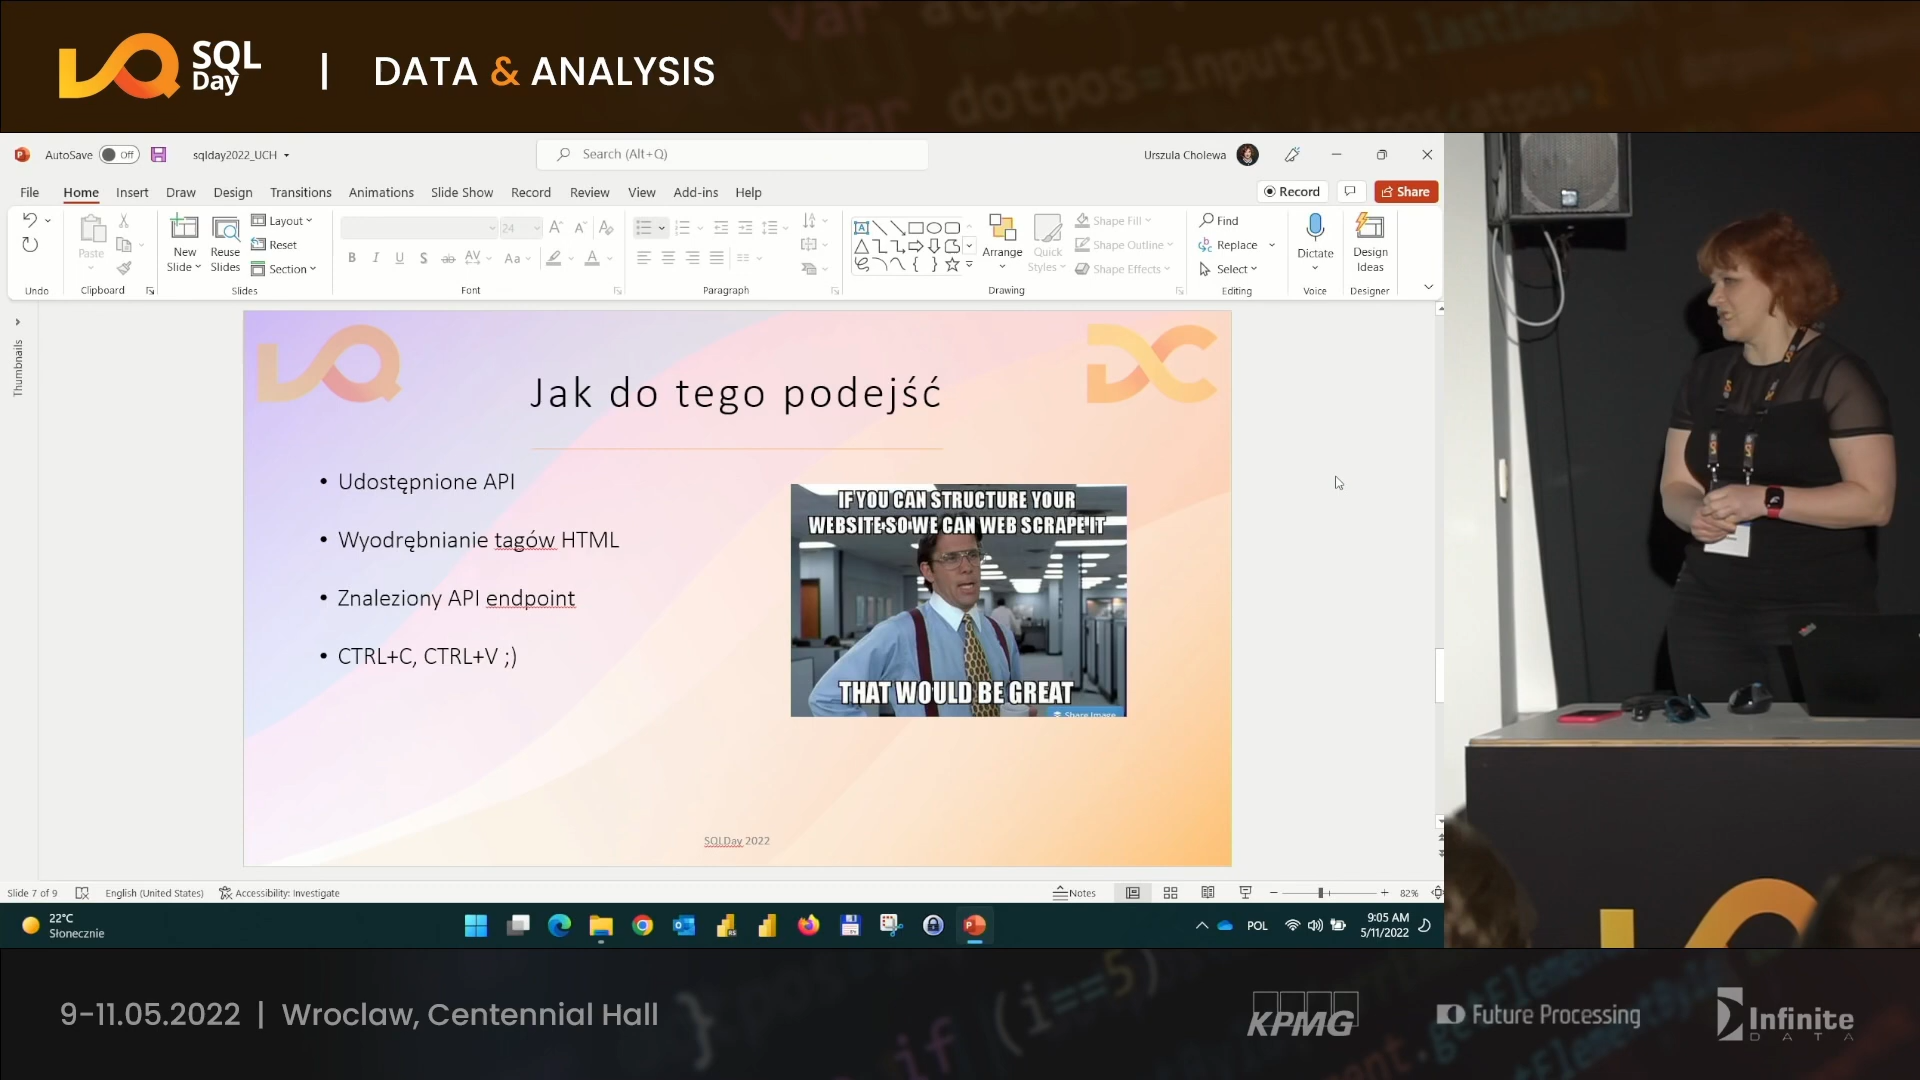 SQL
Day
| DATA & ANALYSIS
AutoSave Off sqlday2022_UCH
Search (Alt+Q)
Urszula Cholewa
File Home Insert Draw Design Transitions Animations Slide Show Record Review View Add-ins Help
Record Share
Paste
New Slide
Reuse Slides
Layout
Reset
Section
24
Shape Fill
Shape Outline
Shape Effects
Arrange
Quick Styles
Find
Replace
Select
Dictate
Design Ideas
Undo Clipboard Slides Font Paragraph Drawing Editing Voice Designer
Thumbnails
Jak do tego podejść
• Udostępnione API
• Wyodrębnianie tagów HTML
• Znaleziony API endpoint
• CTRL+C, CTRL+V ;)
IF YOU CAN STRUCTURE YOUR
WEBSITE SO WE CAN WEB SCRAPE IT
THAT WOULD BE GREAT
Share Image
SQLDay 2022
Slide 7 of 9 English (United States) Accessibility: Investigate Notes 82%
22°C
Słonecznie
POL
9:05 AM
5/11/2022
9-11.05.2022 | Wroclaw, Centennial Hall
KPMG
Future Processing
Infinite
DATA